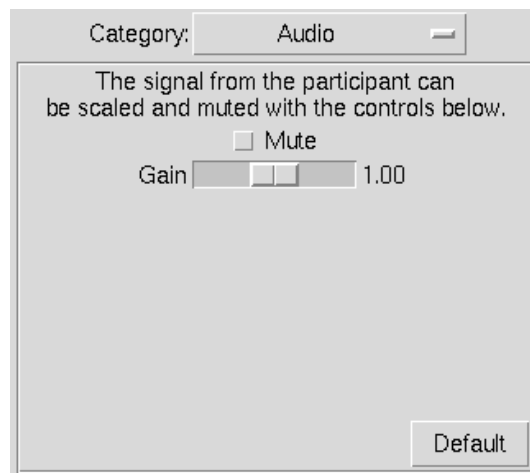 Category: Audio
The signal from the participant can
be scaled and muted with the controls below.
Mute
Gain 1.00
Default